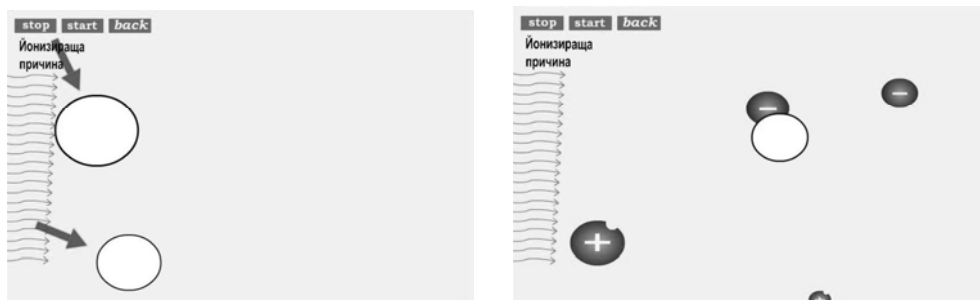 stop start back
Йонизираща
причина
stop start back
Йонизираща
причина